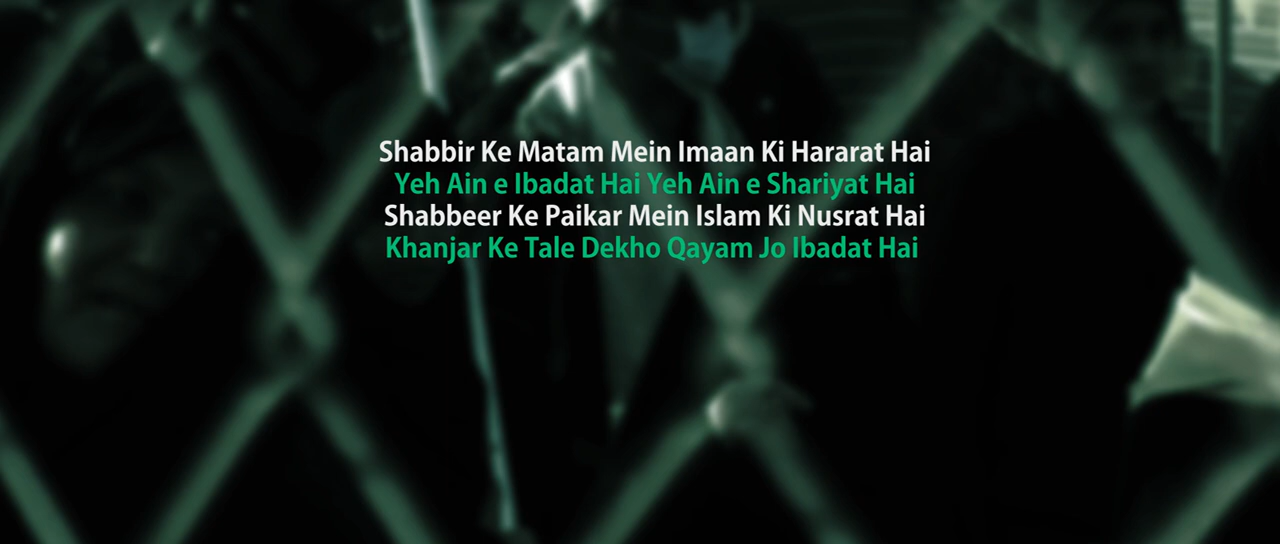 Shabbir Ke Matam Mein Imaan Ki Hararat Hai
Yeh Ain e Ibadat Hai Yeh Ain e Shariyat Hai
Shabbeer Ke Paikar Mein Islam Ki Nusrat Hai
Khanjar Ke Tale Dekho Qayam Jo Ibadat Hai